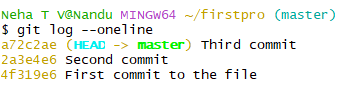 Neha T V@Nandu MINGW64 ~/firstpro (master)
$ git log --oneline
a72c2ae (HEAD -> master) Third commit
2a3e4e6 Second commit
4f319e6 First commit to the file